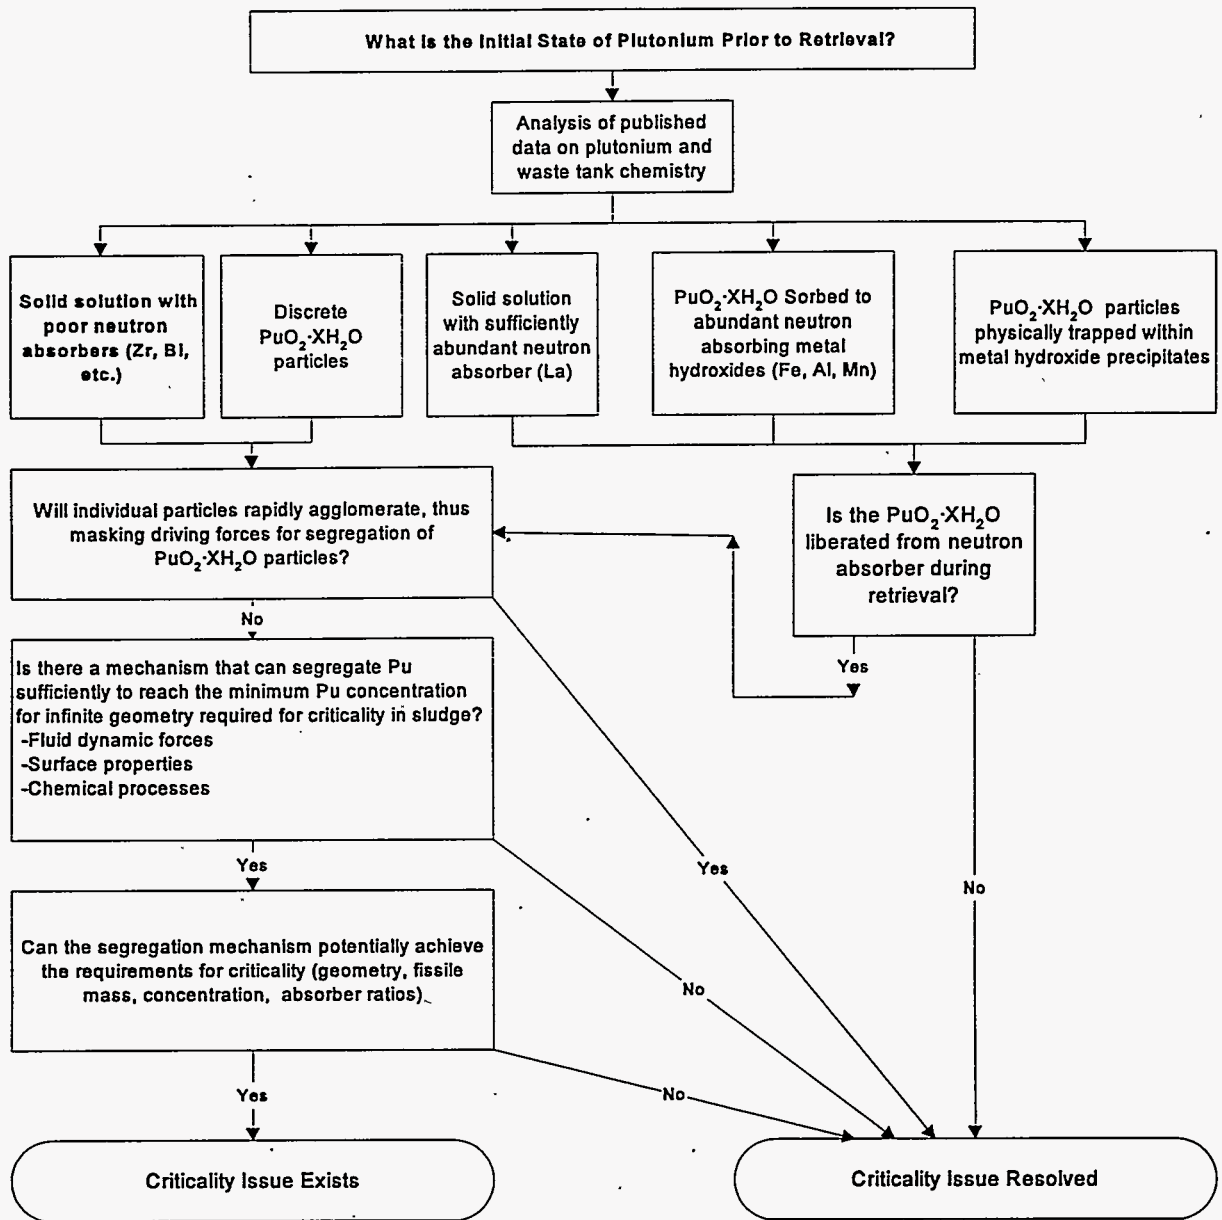 What Is the Initial State of Plutonium Prior to Retrieval?
Analysis of published
data on plutonium and
waste tank chemistry
Solid solution with
poor neutron
absorbers (Zr, Bi,
etc.)
Discrete
PuO₂·XH₂O
particles
Solid solution
with sufficiently
abundant neutron
absorber (La)
PuO₂·XH₂O Sorbed to
abundant neutron
absorbing metal
hydroxides (Fe, Al, Mn)
PuO₂·XH₂O particles
physically trapped within
metal hydroxide precipitates
Will individual particles rapidly agglomerate, thus
masking driving forces for segregation of
PuO₂·XH₂O particles?
Is the PuO₂·XH₂O
liberated from neutron
absorber during
retrieval?
No
Yes
Is there a mechanism that can segregate Pu
sufficiently to reach the minimum Pu concentration
for infinite geometry required for criticality in sludge?
-Fluid dynamic forces
-Surface properties
-Chemical processes
Yes
Yes
No
Can the segregation mechanism potentially achieve
the requirements for criticality (geometry, fissile
mass, concentration, absorber ratios)
No
Yes
No
Criticality Issue Exists
Criticality Issue Resolved